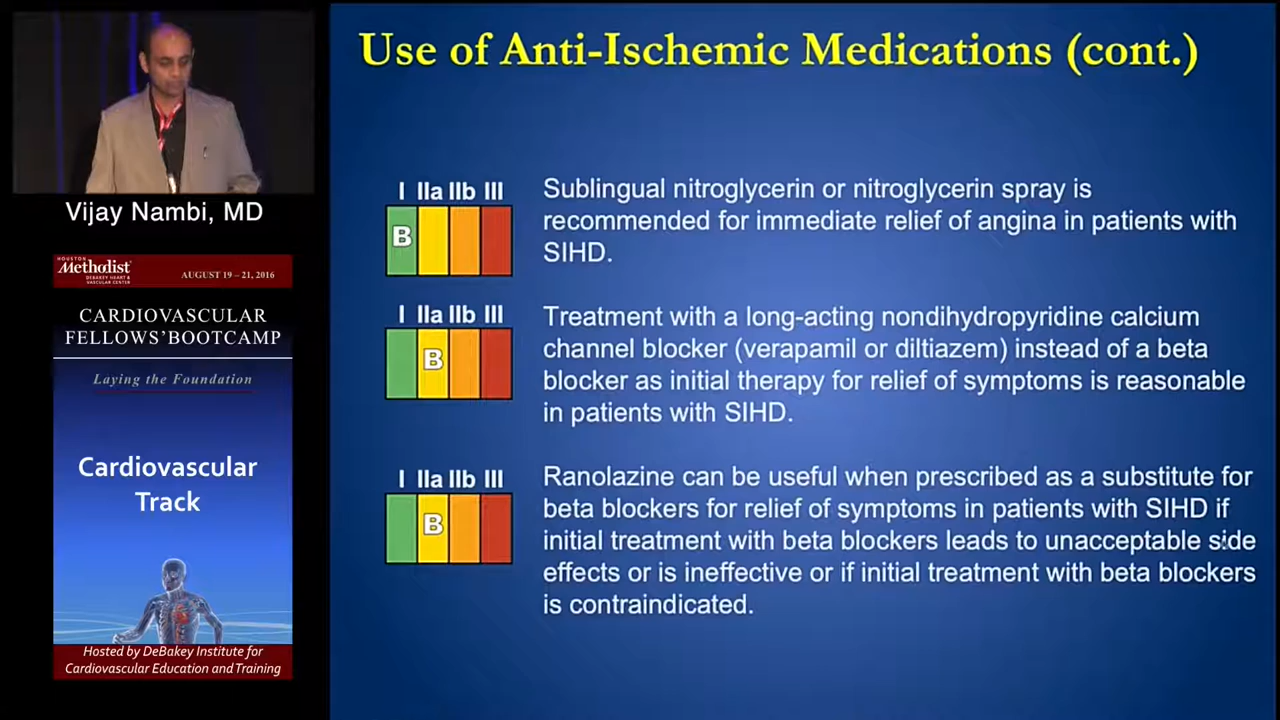 Use of Anti-Ischemic Medications (cont.)
I IIa IIb III
B
Sublingual nitroglycerin or nitroglycerin spray is
recommended for immediate relief of angina in patients with
SIHD.
I IIa IIb III
B
Treatment with a long-acting nondihydropyridine calcium
channel blocker (verapamil or diltiazem) instead of a beta
blocker as initial therapy for relief of symptoms is reasonable
in patients with SIHD.
I IIa IIb III
B
Ranolazine can be useful when prescribed as a substitute for
beta blockers for relief of symptoms in patients with SIHD if
initial treatment with beta blockers leads to unacceptable side
effects or is ineffective or if initial treatment with beta blockers
is contraindicated.
Vijay Nambi, MD
HOUSTON
Methodist
DEBAKEY HEART &
VASCULAR CENTER
AUGUST 19 – 21, 2016
CARDIOVASCULAR
FELLOWS’BOOTCAMP
Laying the Foundation
Cardiovascular
Track
Hosted by DeBakey Institute for
Cardiovascular Education and Training